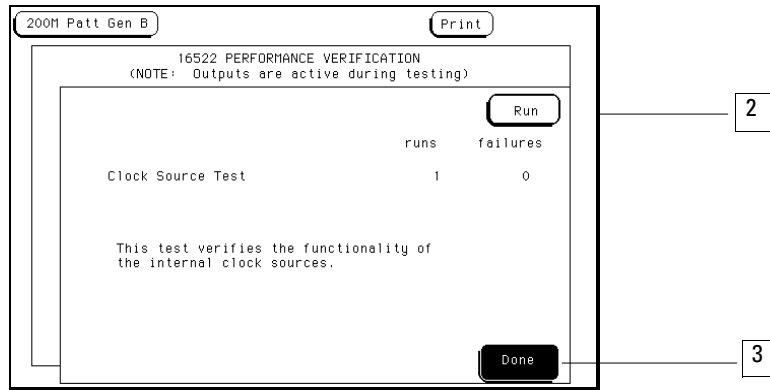 200M Patt Gen B
Print
16522 PERFORMANCE VERIFICATION
(NOTE: Outputs are active during testing)
Run
2
runs failures
Clock Source Test 1 0
This test verifies the functionality of
the internal clock sources.
Done
3